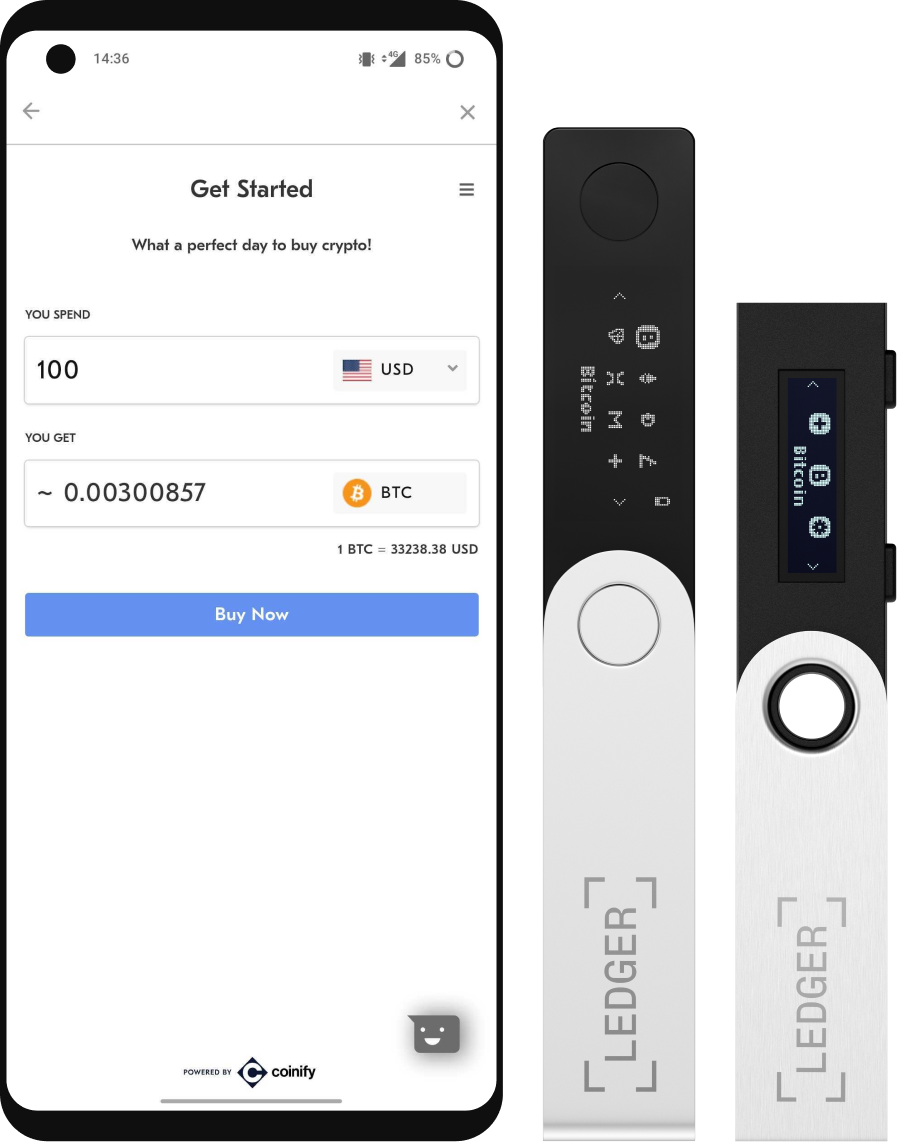 14:36
4G
85%
Get Started
What a perfect day to buy crypto!
YOU SPEND
100
USD
YOU GET
~ 0.00300857
BTC
1 BTC = 33238.38 USD
Buy Now
POWERED BY coinify
Bitcoin
LEDGER
Bitcoin
LEDGER